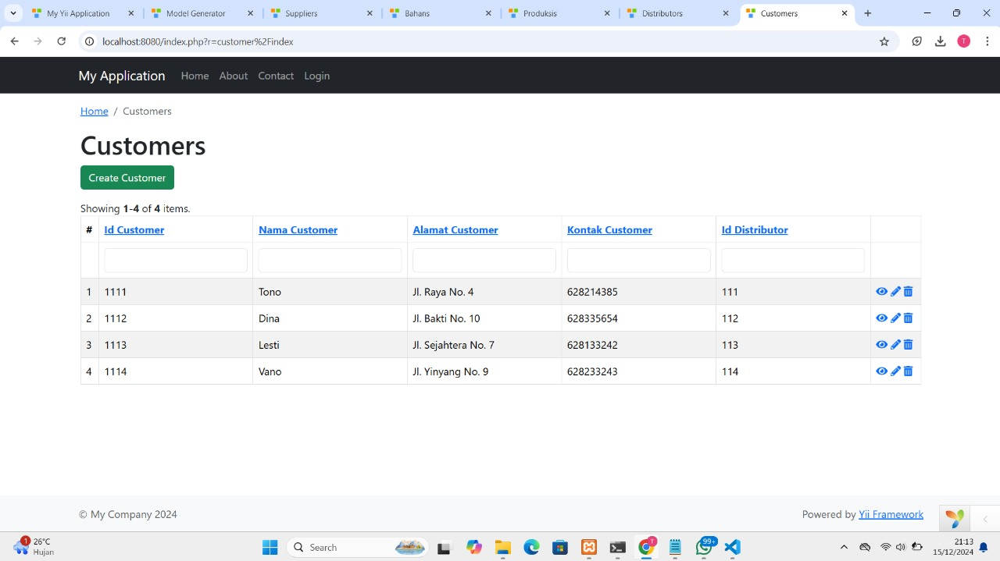 My Yii Application
Model Generator
Suppliers
Bahans
Produksis
Distributors
Customers
localhost:8080/index.php?r=customer%2Findex
T
My Application Home About Contact Login
Home / Customers
Customers
Create Customer
Showing 1-4 of 4 items.
# Id Customer Nama Customer Alamat Customer Kontak Customer Id Distributor
1 1111 Tono Jl. Raya No. 4 628214385 111
2 1112 Dina Jl. Bakti No. 10 628335654 112
3 1113 Lesti Jl. Sejahtera No. 7 628133242 113
4 1114 Vano Jl. Yinyang No. 9 628233243 114
© My Company 2024
Powered by Yii Framework
1
26°C
Hujan
Search
T
99+
21:13
15/12/2024